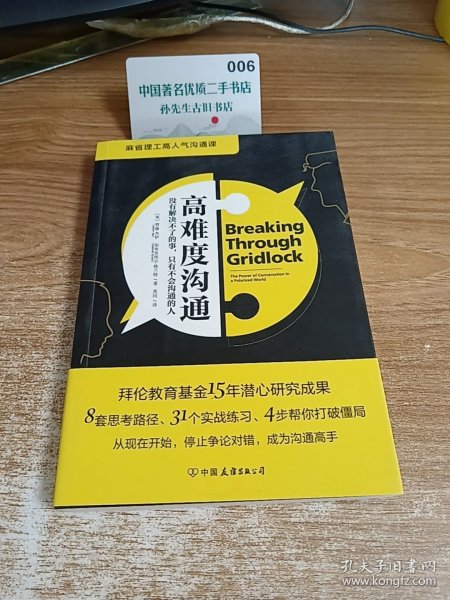 006
中国著名优质二手书店
孙先生古旧书店
麻省理工高人气沟通课
高难度沟通
没有解决不了的事，只有不会沟通的人
Breaking
Through
Gridlock
The Power of Conversation in
a Polarized World
拜伦教育基金15年潜心研究成果
8套思考路径、31个实战练习、4步帮你打破僵局
从现在开始，停止争论对错，成为沟通高手
中国友谊出版公司
孔夫子旧书网
www.kongfz.com